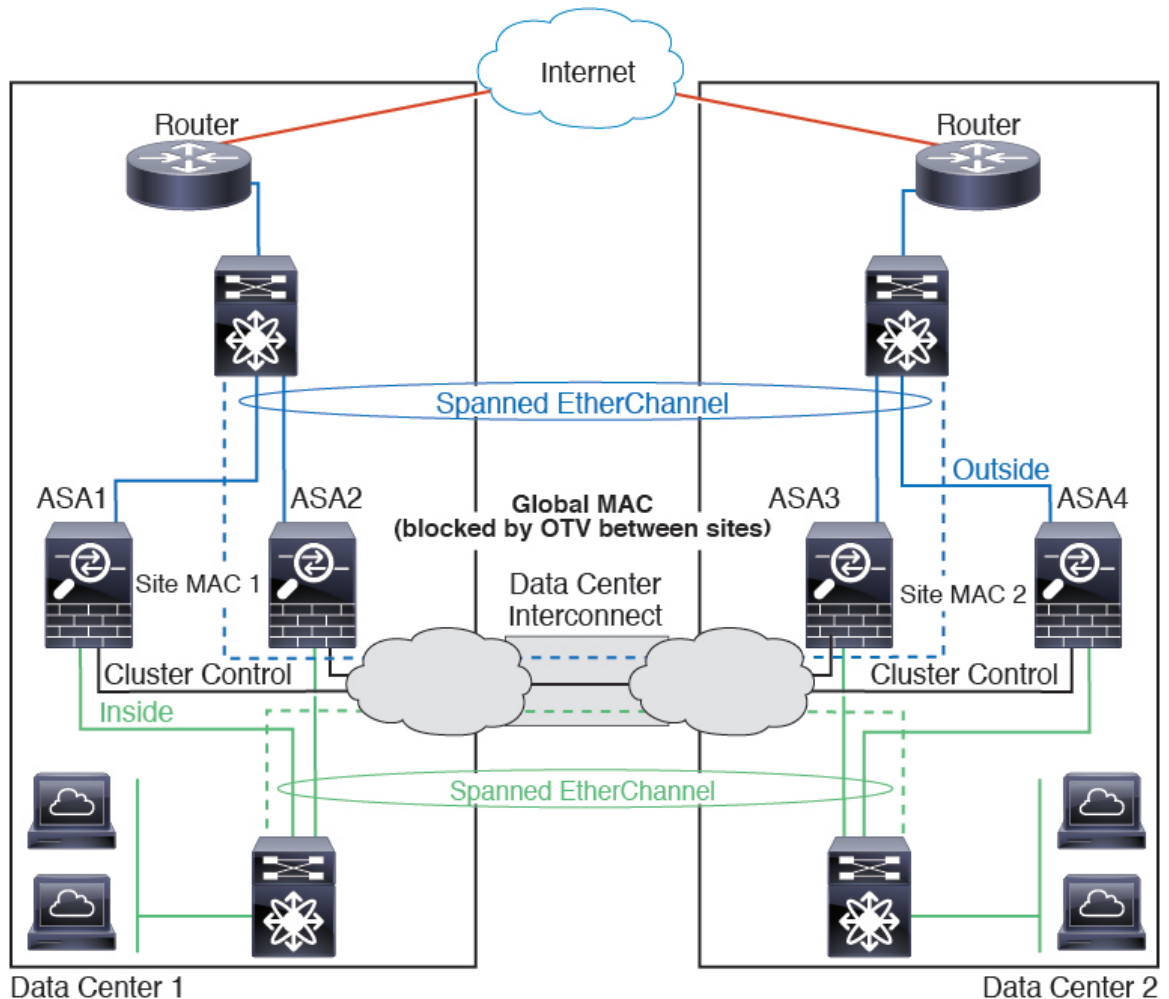 Internet
Router
Router
Spanned EtherChannel
Outside
ASA1
ASA2
Global MAC
(blocked by OTV between sites)
ASA3
ASA4
Site MAC 1
Data Center
Interconnect
Site MAC 2
Cluster Control
Cluster Control
Inside
Spanned EtherChannel
Data Center 1
Data Center 2